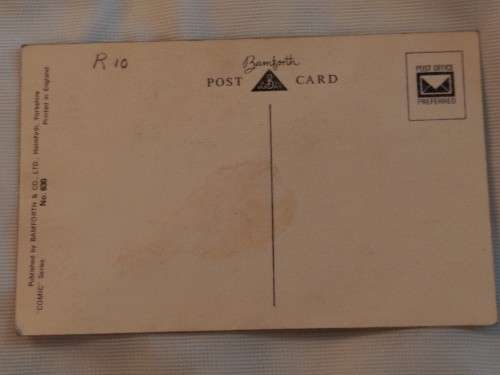 R 10
Bamforth
POST CARD
POST OFFICE
PREFERRED
Published by BAMFORTH & CO., LTD., Holmfirth, Yorkshire
"COMIC" Series No. 630 Printed in England